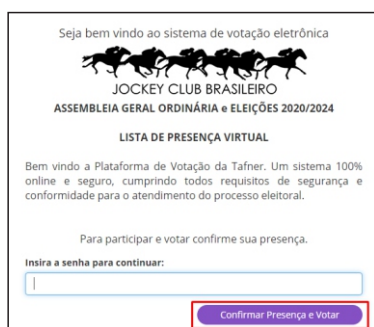 Seja bem vindo ao sistema de votação eletrônica
JOCKEY CLUB BRASILEIRO
ASSEMBLEIA GERAL ORDINÁRIA e ELEIÇÕES 2020/2024
LISTA DE PRESENÇA VIRTUAL
Bem vindo a Plataforma de Votação da Tafner. Um sistema 100%
online e seguro, cumprindo todos requisitos de segurança e
conformidade para o atendimento do processo eleitoral.
Para participar e votar confirme sua presença.
Insira a senha para continuar:
Confirmar Presença e Votar